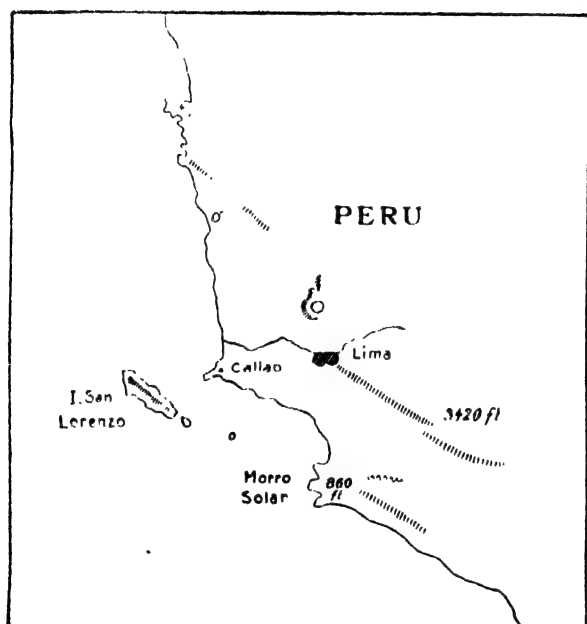 PERU
Lima
Callao
3420 ft
I. San
Lorenzo
Morro
Solar
860
ft